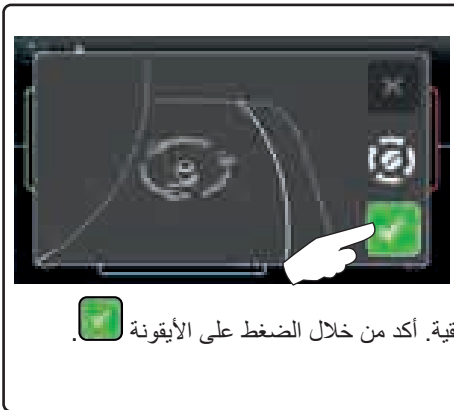 قية. أكد من خلال الضغط على الأيقونة .